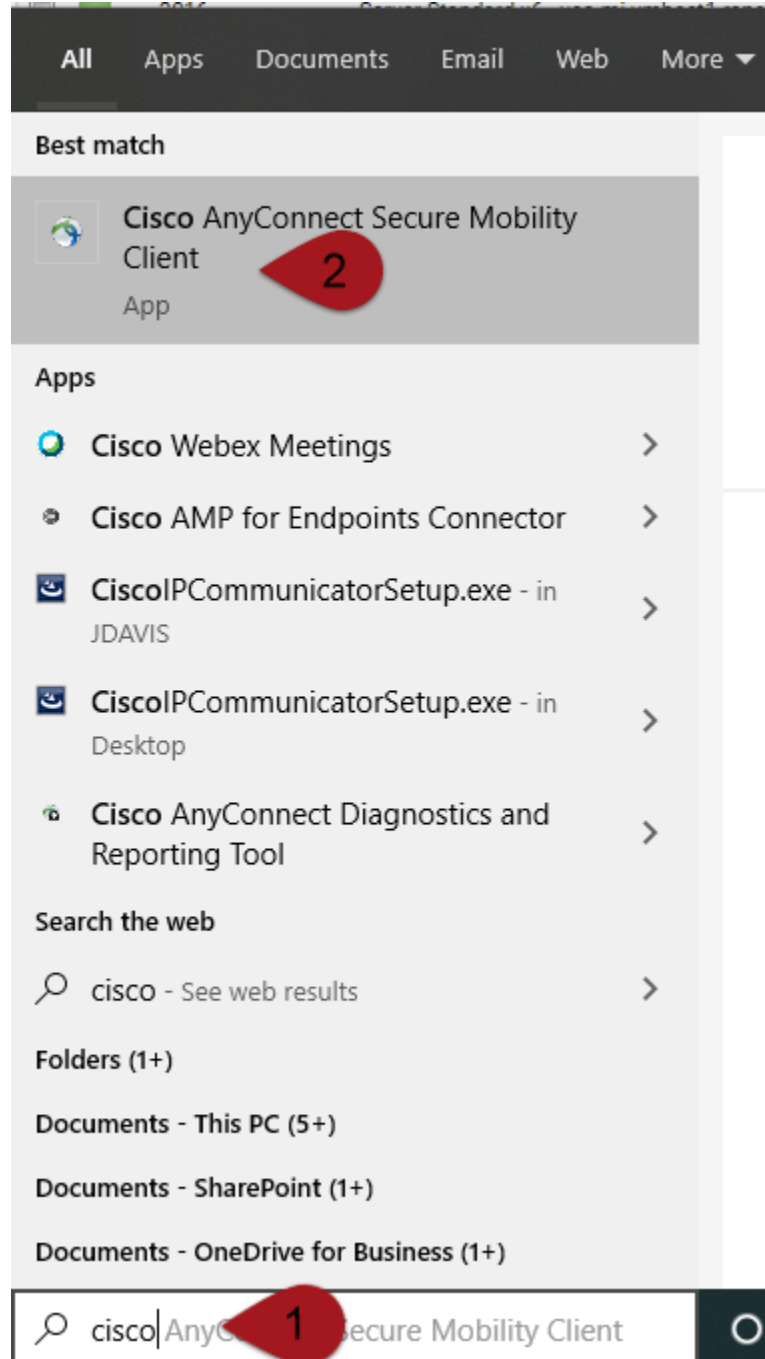 All Apps Documents Email Web More
Best match
Cisco AnyConnect Secure Mobility
Client
2
App
Apps
Cisco Webex Meetings
Cisco AMP for Endpoints Connector
CiscoIPCommunicatorSetup.exe - in
JDAVIS
CiscoIPCommunicatorSetup.exe - in
Desktop
Cisco AnyConnect Diagnostics and
Reporting Tool
Search the web
cisco - See web results
Folders (1+)
Documents - This PC (5+)
Documents - SharePoint (1+)
Documents - OneDrive for Business (1+)
cisco Any 1 ecure Mobility Client